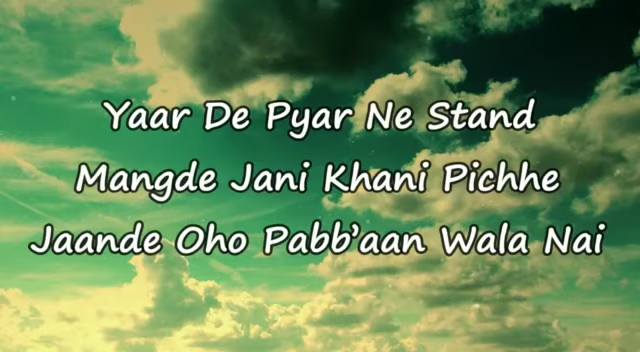 Yaar De Pyar Ne Stand
Mangde Jani Khani Pichhe
Jaande Oho Pabb'aan Wala Nai